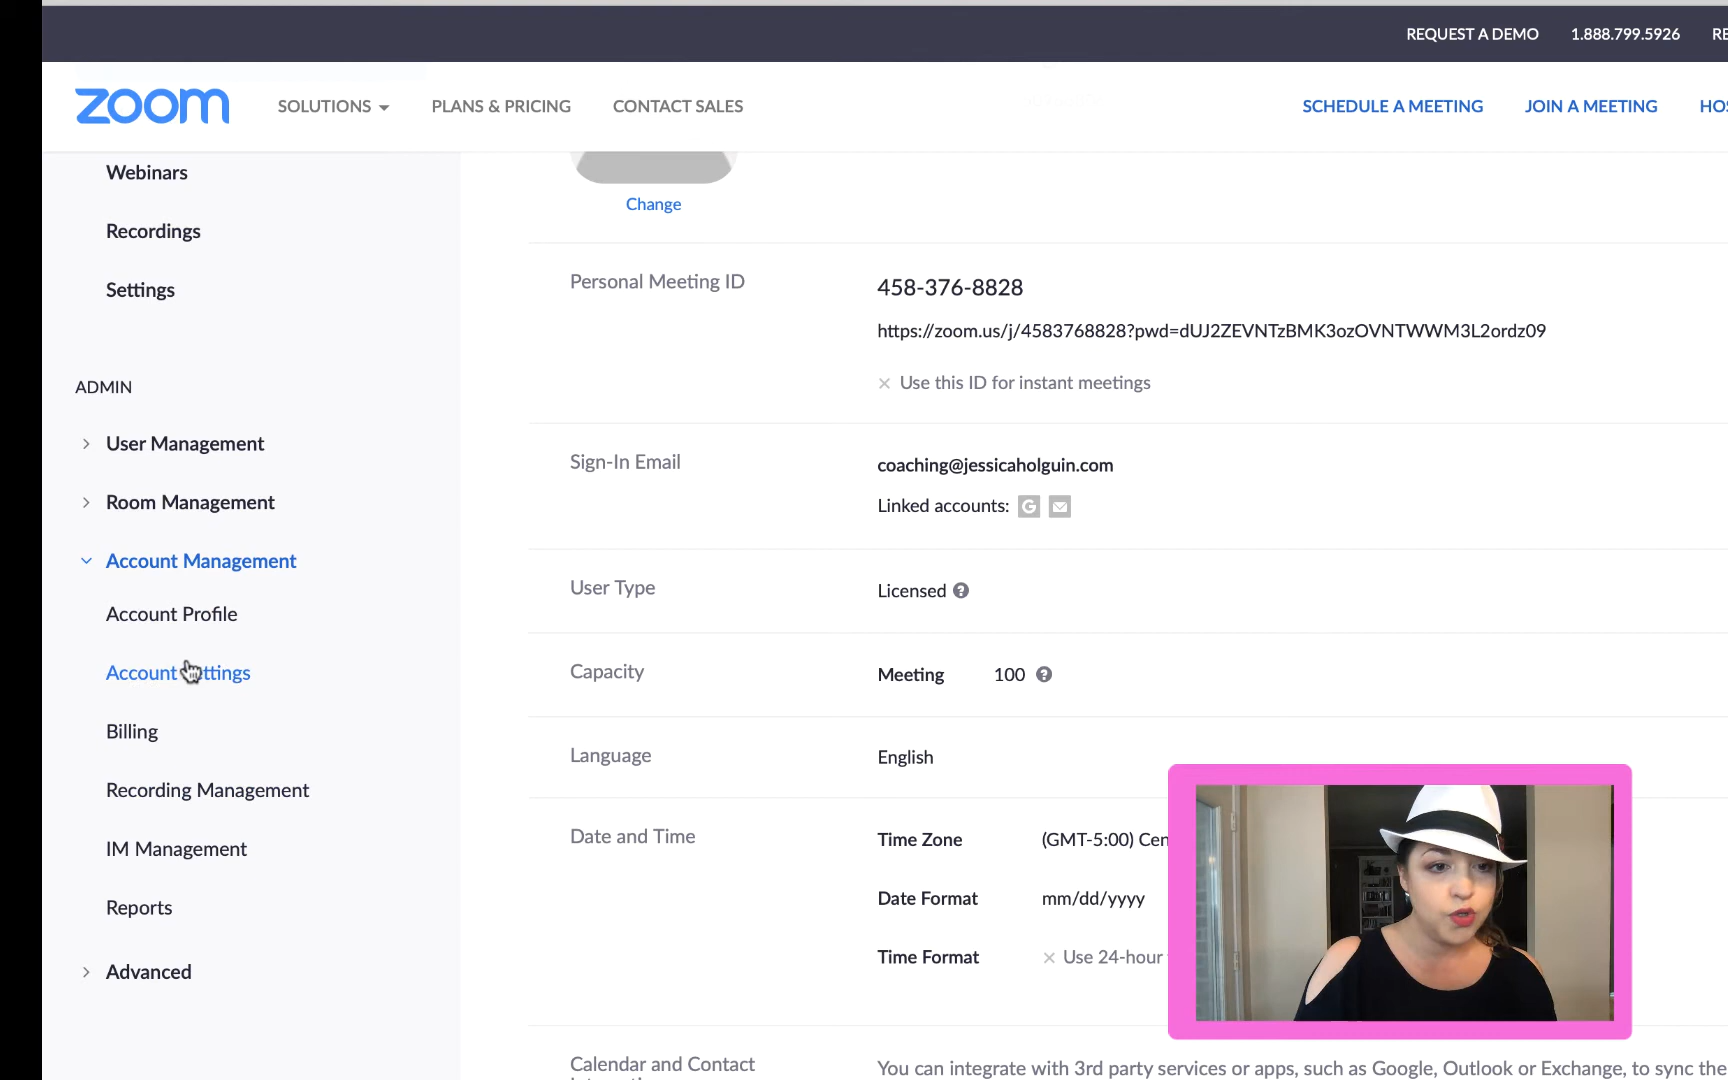 REQUEST A DEMO 1.888.799.5926
zoom SOLUTIONS PLANS & PRICING CONTACT SALES SCHEDULE A MEETING JOIN A MEETING
Webinars
Recordings
Settings
ADMIN
User Management
Room Management
Account Management
Account Profile
Account
Billing
Recording Management
IM Management
Reports
Advanced
Change
Personal Meeting ID 458-376-8828
https://zoom.us/j/4583768828?pwd=dUJ2ZEVNTzBMK3ozOVNTWWM3L2ordz09
Use this ID for instant meetings
Sign-In Email coaching@jessicaholguin.com
Linked accounts:
User Type Licensed
Capacity Meeting 100
Language English
Date and Time Time Zone (GMT-5:00)
Date Format mm/dd/yyyy
Time Format Use 24-hour
Calendar and Contact You can integrate with 3rd party services or apps, such as Google, Outlook or Exchange, to sync the